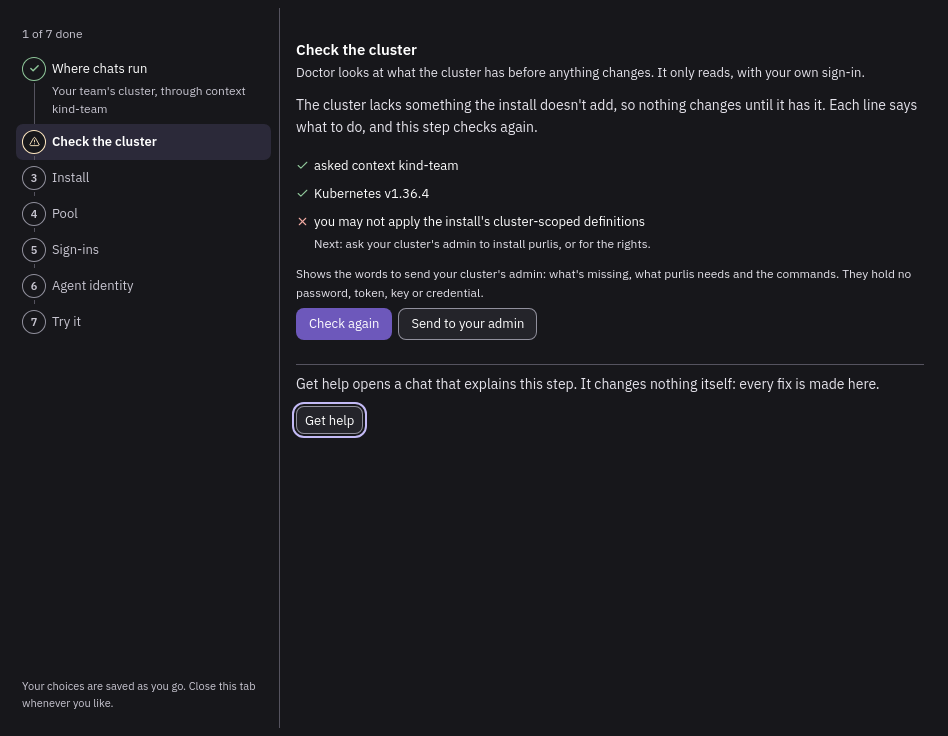 1 of 7 done
Where chats run
Your team's cluster, through context
kind-team
Check the cluster
3 Install
4 Pool
5 Sign-ins
6 Agent identity
7 Try it
Your choices are saved as you go. Close this tab
whenever you like.
Check the cluster
Doctor looks at what the cluster has before anything changes. It only reads, with your own sign-in.
The cluster lacks something the install doesn't add, so nothing changes until it has it. Each line says
what to do, and this step checks again.
asked context kind-team
Kubernetes v1.36.4
you may not apply the install's cluster-scoped definitions
Next: ask your cluster's admin to install purlis, or for the rights.
Shows the words to send your cluster's admin: what's missing, what purlis needs and the commands. They hold no
password, token, key or credential.
Check again
Send to your admin
Get help opens a chat that explains this step. It changes nothing itself: every fix is made here.
Get help